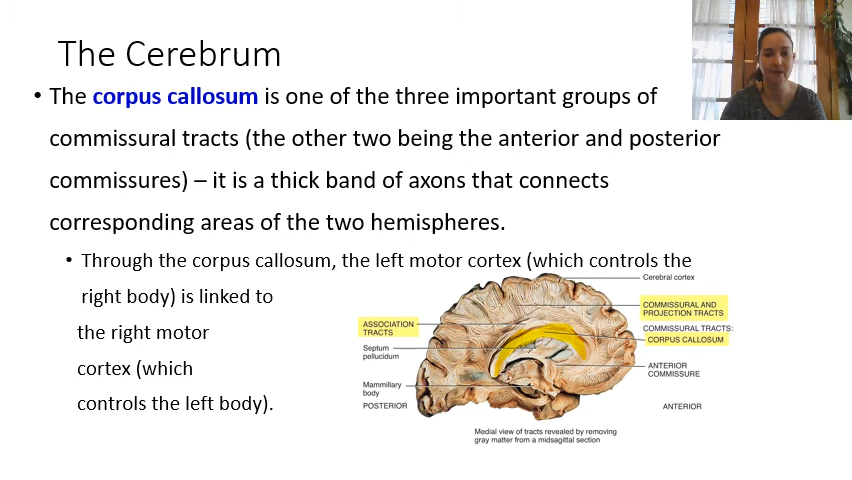 The Cerebrum
• The corpus callosum is one of the three important groups of
commissural tracts (the other two being the anterior and posterior
commissures) – it is a thick band of axons that connects
corresponding areas of the two hemispheres.
• Through the corpus callosum, the left motor cortex (which controls the
right body) is linked to
the right motor
cortex (which
controls the left body).
Cerebral cortex
COMMISSURAL AND
PROJECTION TRACTS
ASSOCIATION
TRACTS
COMMISSURAL TRACTS:
CORPUS CALLOSUM
Septum
pellucidum
ANTERIOR
COMMISSURE
Mammillary
body
POSTERIOR
ANTERIOR
Medial view of tracts revealed by removing
gray matter from a midsagittal section